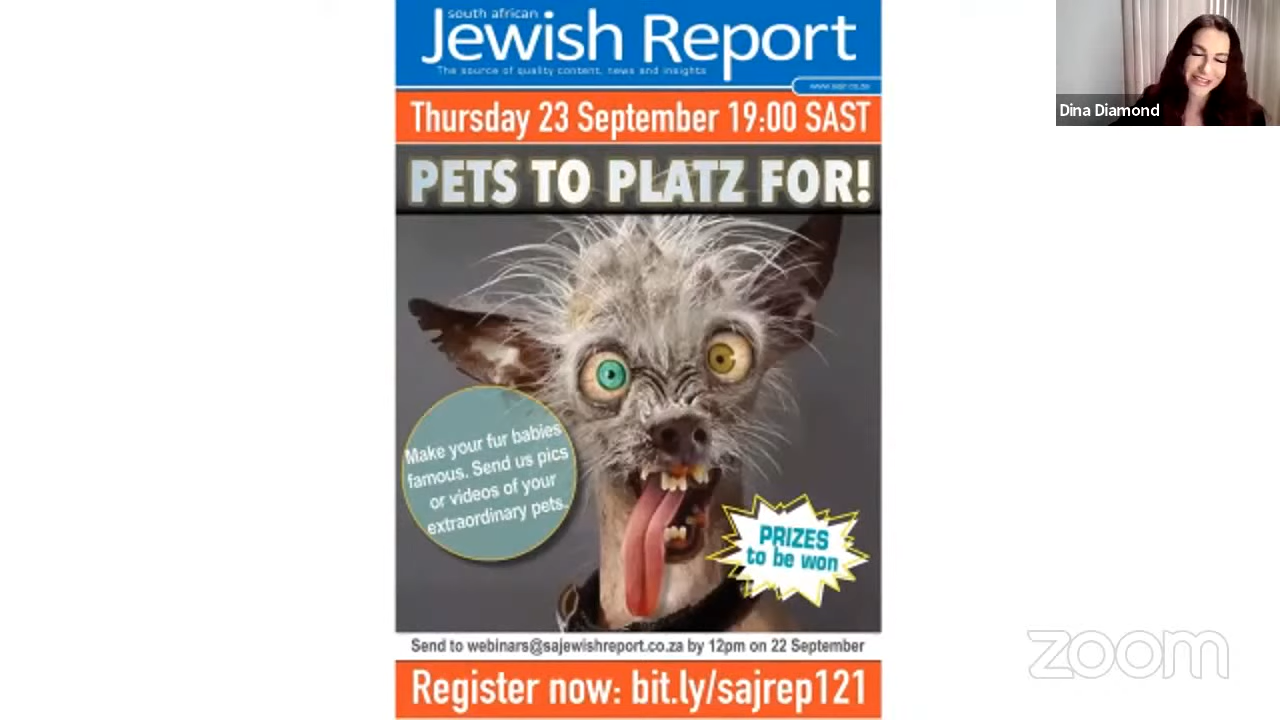 south african
Jewish Report
The source of quality content, news and insights
www.sajr.co.za
Thursday 23 September 19:00 SAST
PETS TO PLATZ FOR!
Make your fur babies
famous. Send us pics
or videos of your
extraordinary pets.
PRIZES
to be won
Send to webinars@sajewishreport.co.za by 12pm on 22 September
Register now: bit.ly/sajrep121
Dina Diamond
zoom